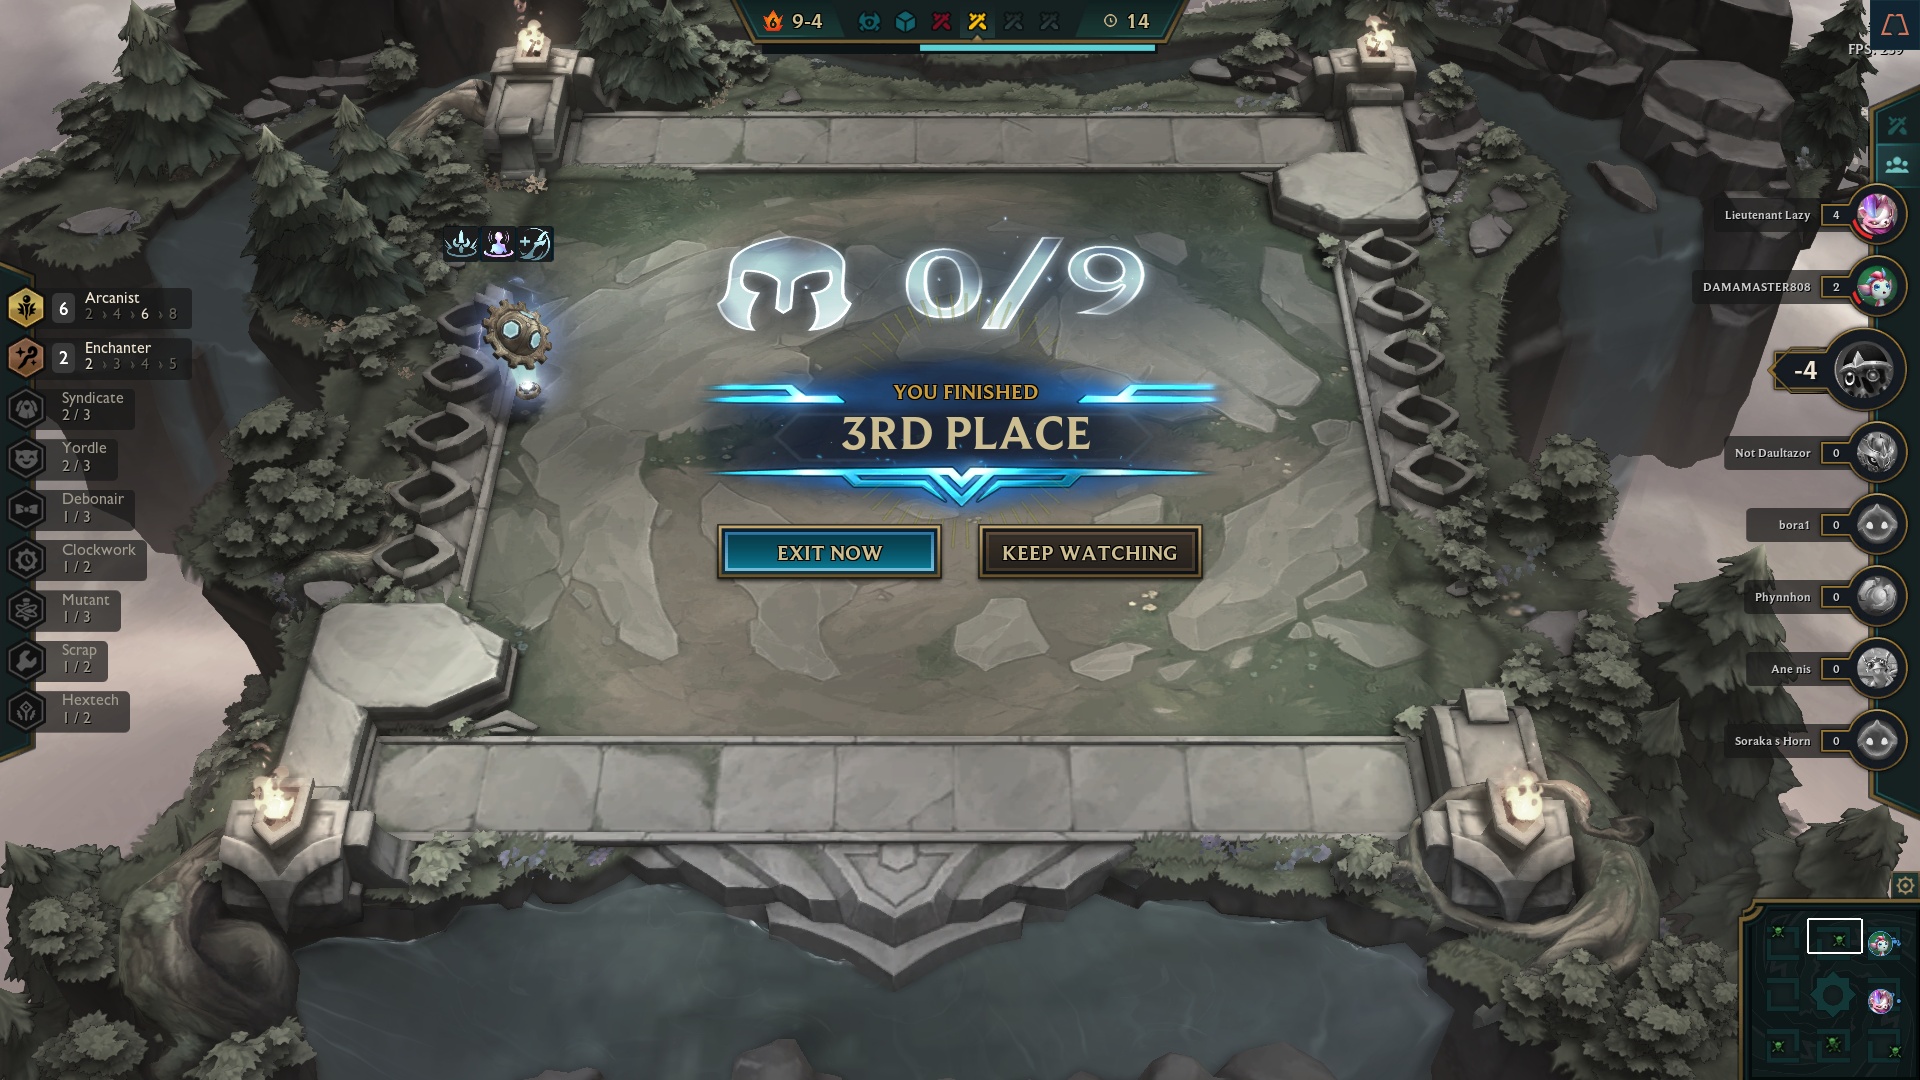 9-4
14
FPS: 239
Lieutenant Lazy 4
DAMAMASTER808 2
-4
Not Daultazor 0
bora1 0
Phynnhon 0
Ane nis 0
Soraka s Horn 0
6 Arcanist
2 › 4 › 6 › 8
2 Enchanter
2 › 3 › 4 › 5
Syndicate
2 / 3
Yordle
2 / 3
Debonair
1 / 3
Clockwork
1 / 2
Mutant
1 / 3
Scrap
1 / 2
Hextech
1 / 2
0/9
YOU FINISHED
3RD PLACE
EXIT NOW
KEEP WATCHING